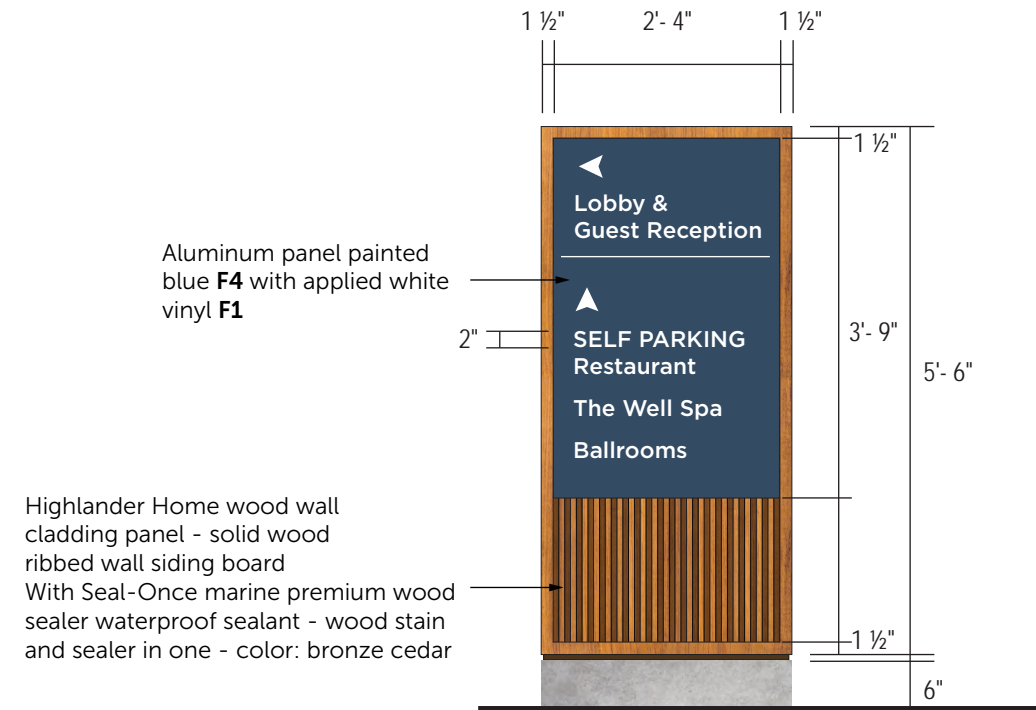 1 ½" 2'- 4" 1 ½"
1 ½"
Lobby &
Guest Reception
Aluminum panel painted
blue F4 with applied white
vinyl F1
2"
SELF PARKING
Restaurant
The Well Spa
Ballrooms
3'- 9"
5'- 6"
Highlander Home wood wall
cladding panel - solid wood
ribbed wall siding board
With Seal-Once marine premium wood
sealer waterproof sealant - wood stain
and sealer in one - color: bronze cedar
1 ½"
6"